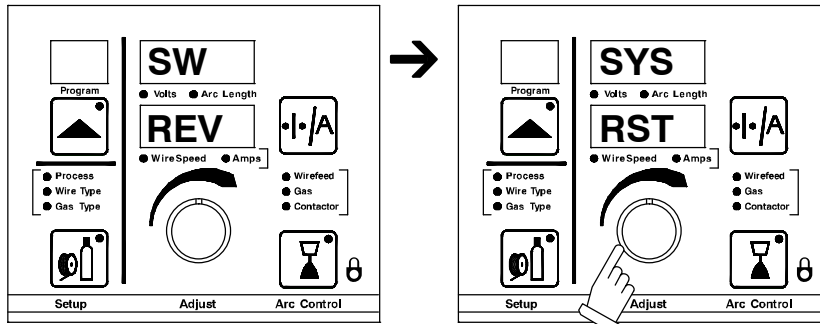 SW
Program
Volts Arc Length
REV
A
WireSpeed Amps
Process
Wire Type
Gas Type
Wirefeed
Gas
Contactor
Setup Adjust Arc Control
SYS
Program
Volts Arc Length
RST
A
WireSpeed Amps
Process
Wire Type
Gas Type
Wirefeed
Gas
Contactor
Setup Adjust Arc Control